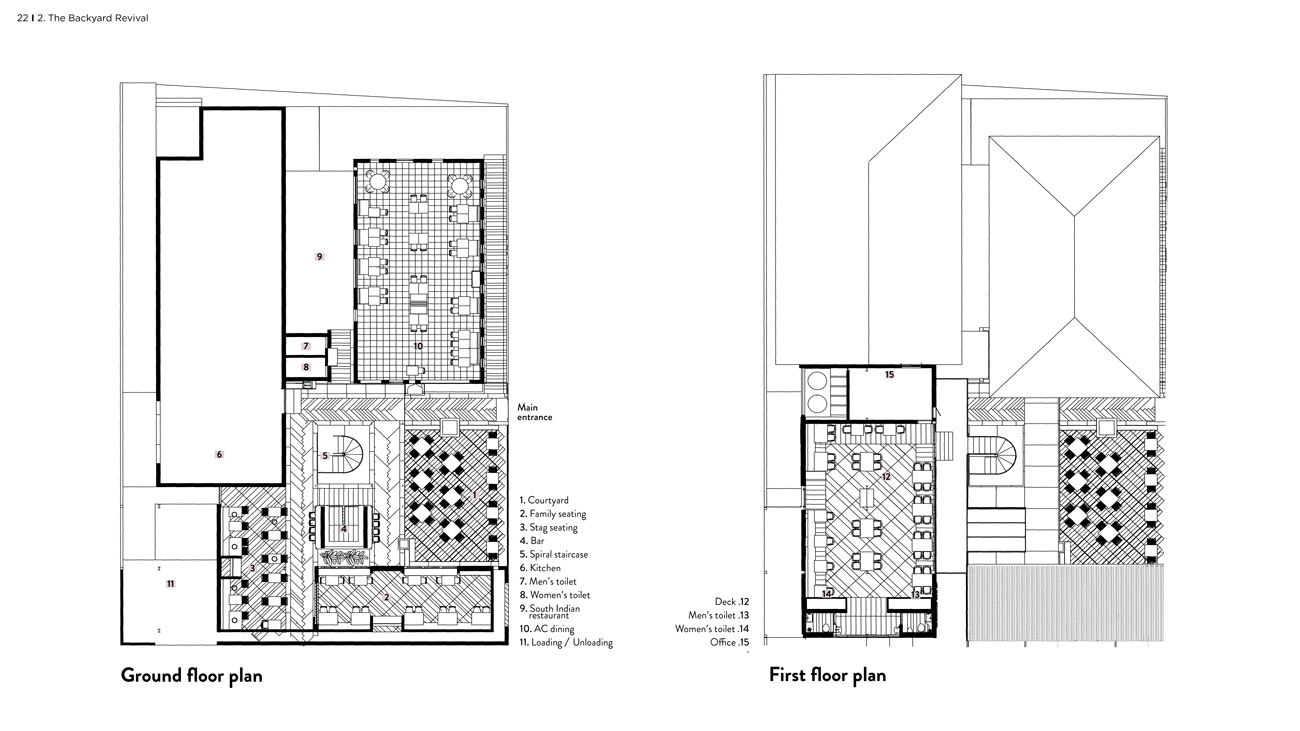 22 I 2. The Backyard Revival
9
7
8
10
Main
entrance
6
5
4
3
1
2
11
1. Courtyard
2. Family seating
3. Stag seating
4. Bar
5. Spiral staircase
6. Kitchen
7. Men's toilet
8. Women's toilet
9. South Indian
restaurant
10. AC dining
11. Loading / Unloading
Ground floor plan
15
12
14
13
Deck .12
Men's toilet .13
Women's toilet .14
Office .15
First floor plan